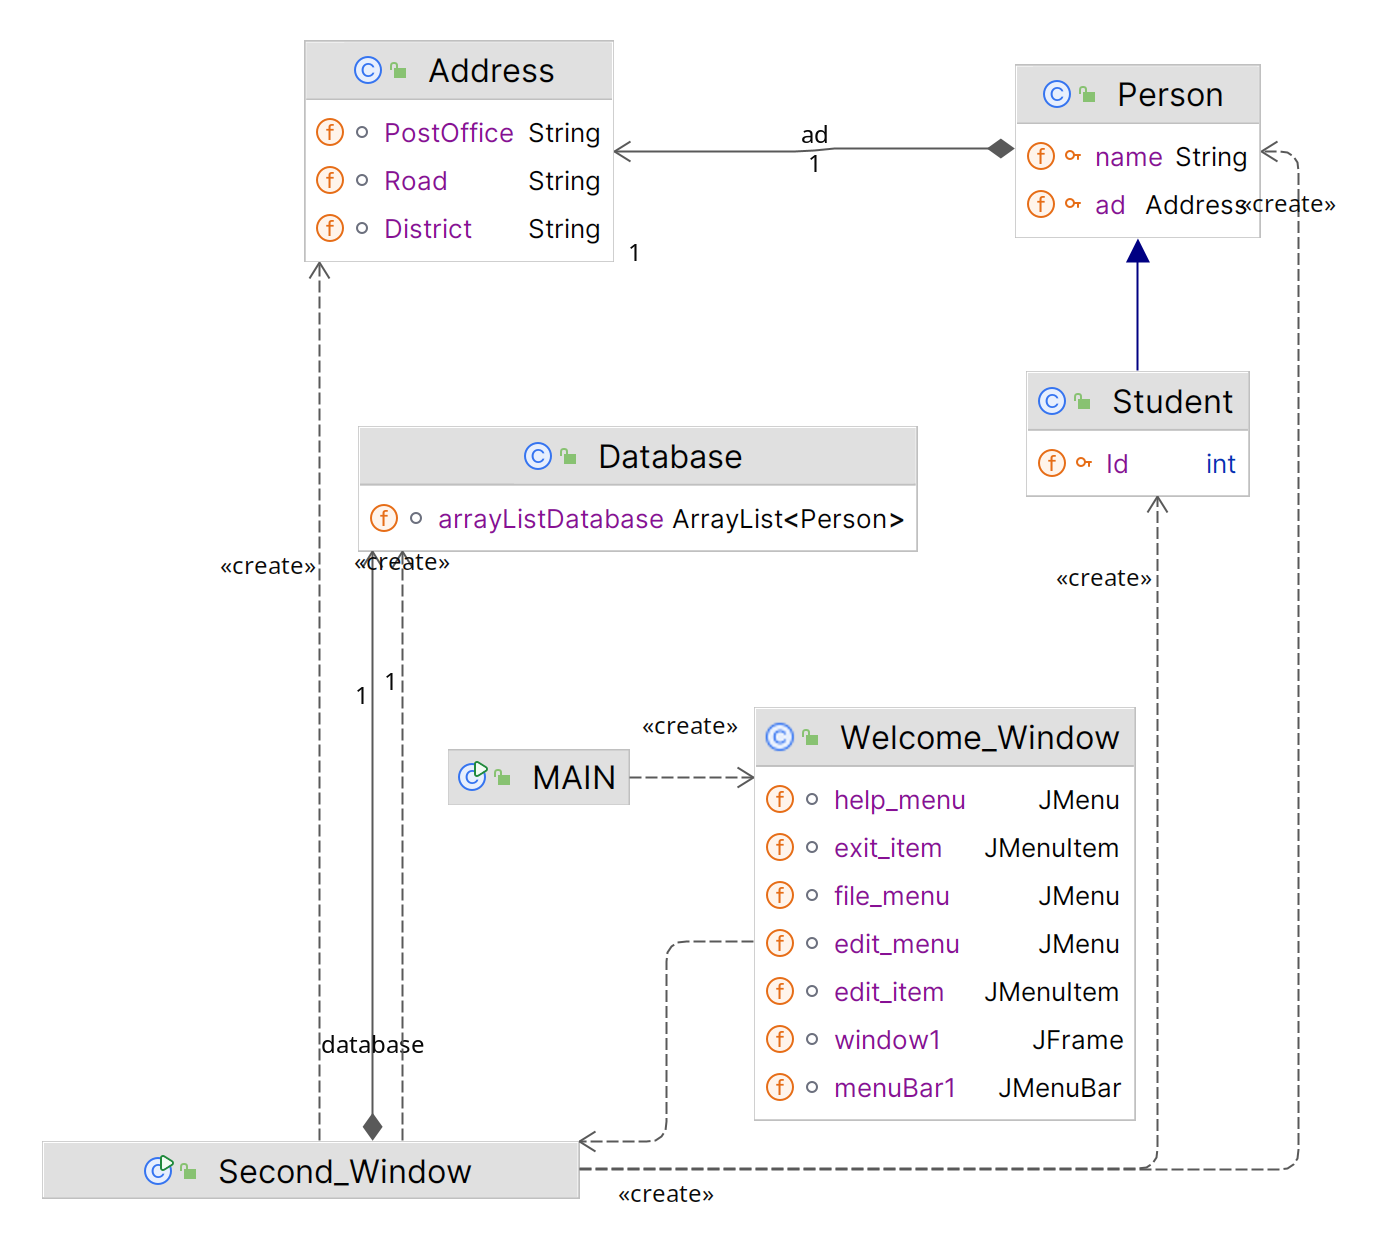 Address
PostOffice String
Road String
District String
1
ad
1
Person
name String
ad Address
«create»
Student
Id int
Database
arrayListDatabase ArrayList<Person>
«create»
«create»
«create»
1
1
«create»
MAIN
Welcome_Window
help_menu JMenu
exit_item JMenuItem
file_menu JMenu
edit_menu JMenu
edit_item JMenuItem
window1 JFrame
menuBar1 JMenuBar
database
Second_Window
«create»